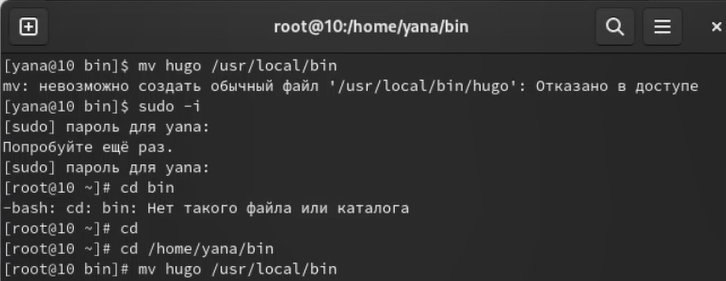 root@10:/home/yana/bin
[yana@10 bin]$ mv hugo /usr/local/bin
mv: невозможно создать обычный файл '/usr/local/bin/hugo': Отказано в доступе
[yana@10 bin]$ sudo -i
[sudo] пароль для yana:
Попробуйте ещё раз.
[sudo] пароль для yana:
[root@10 ~]# cd bin
-bash: cd: bin: Нет такого файла или каталога
[root@10 ~]# cd
[root@10 ~]# cd /home/yana/bin
[root@10 bin]# mv hugo /usr/local/bin